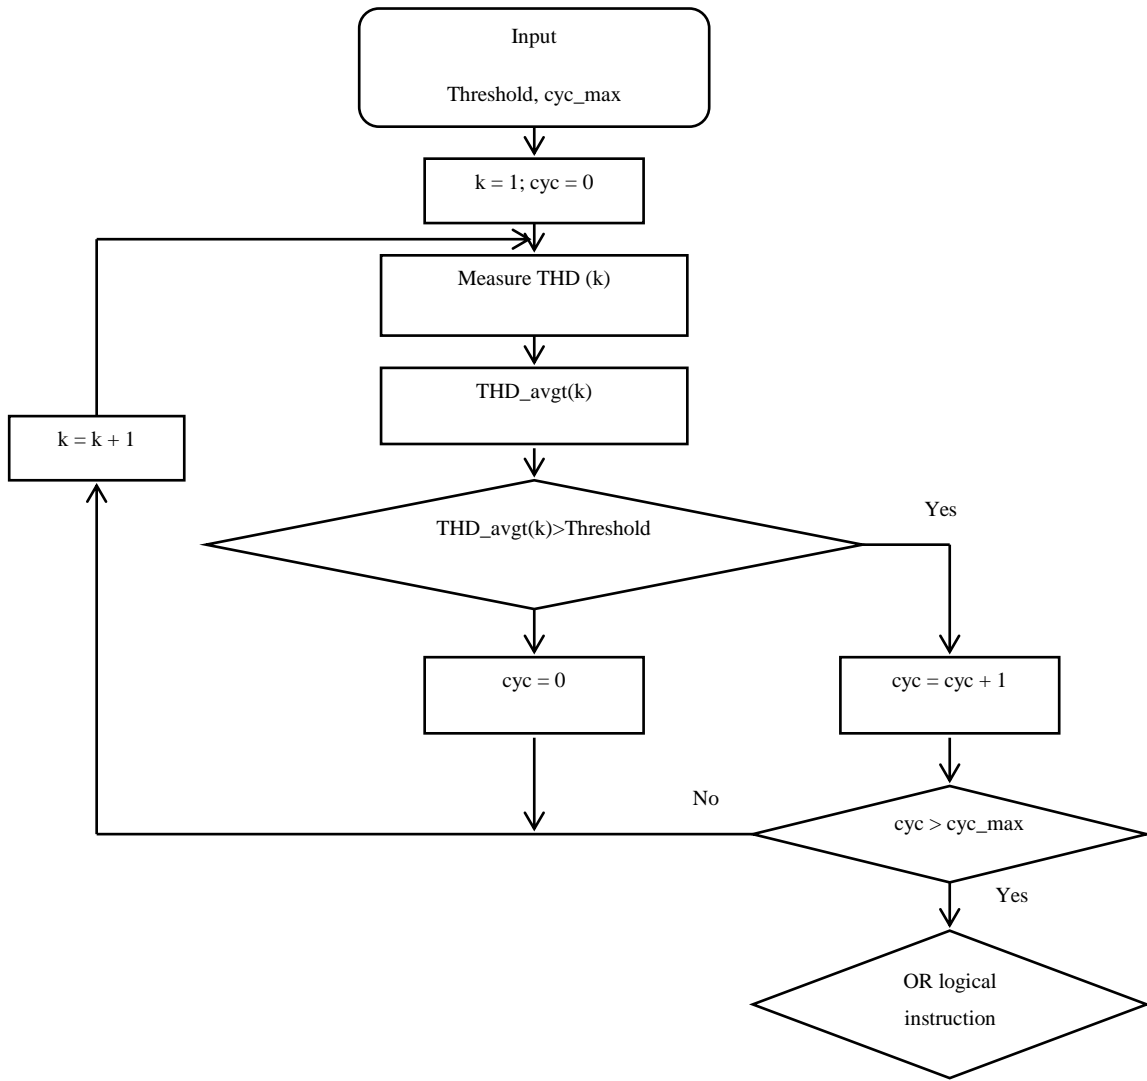 Input
Threshold, cyc_max
k = 1; cyc = 0
Measure THD (k)
THD_avgt(k)
k = k + 1
THD_avgt(k)>Threshold
Yes
cyc = 0
cyc = cyc + 1
No
cyc > cyc_max
Yes
OR logical
instruction